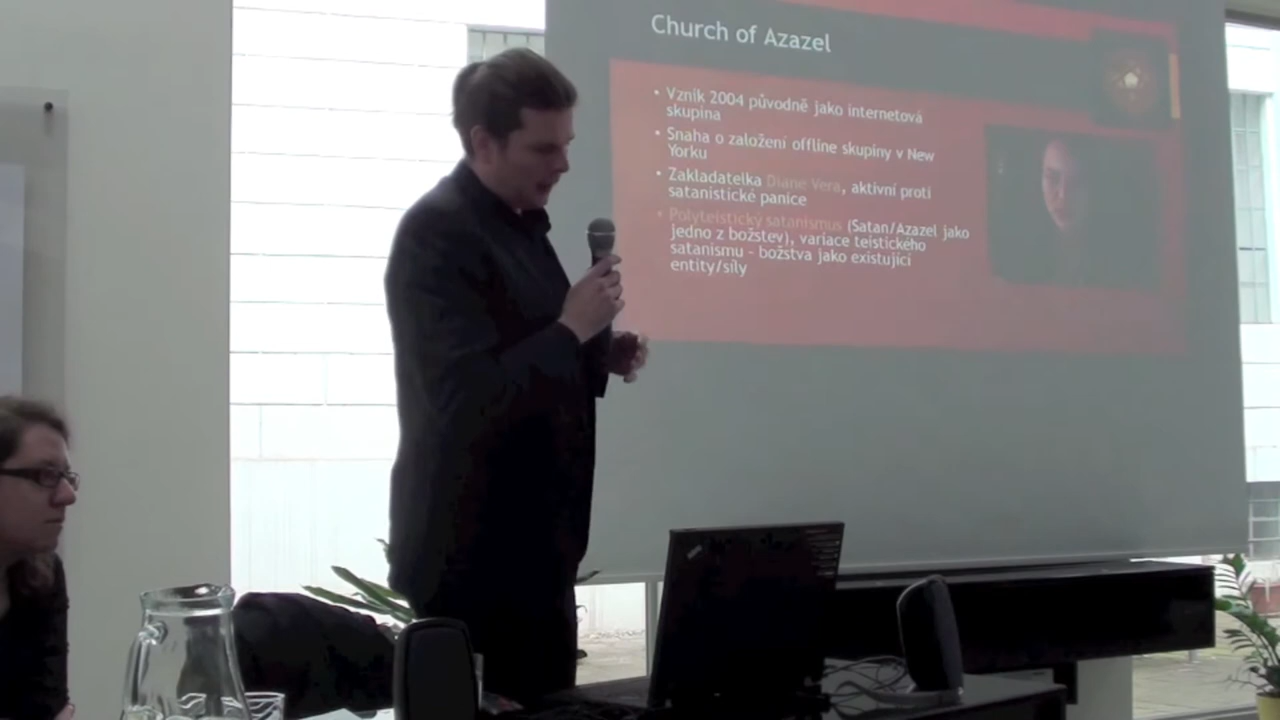 Church of Azazel
• Vznik 2004 původně jako internetová
skupina
• Snaha o založení offline skupiny v New
Yorku
• Zakladatelka Diane Vera, aktivní proti
satanistické panice
• Polyteistický satanismus (Satan/Azazel jako
jedno z božstev), variace teistického
satanismu - božstva jako existující
entity/síly